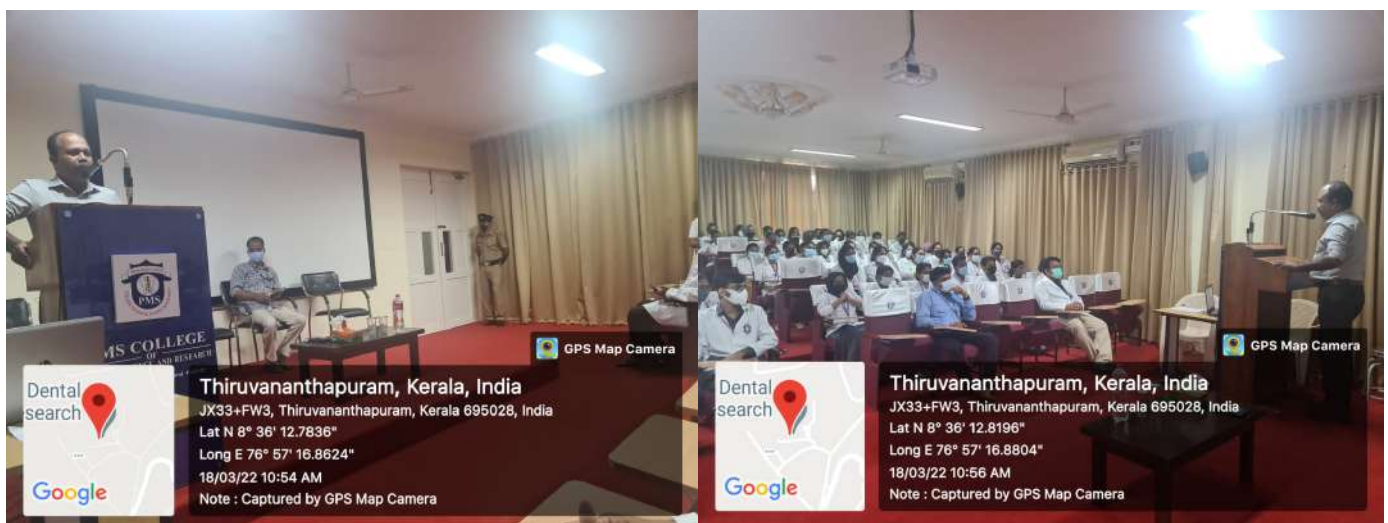 PMS
MS COLLEGE
OF
AND RESEARCH
GPS Map Camera
Dental
search
Google
Thiruvananthapuram, Kerala, India
JX33+FW3, Thiruvananthapuram, Kerala 695028, India
Lat N 8° 36' 12.7836"
Long E 76° 57' 16.8624"
18/03/22 10:54 AM
Note : Captured by GPS Map Camera
GPS Map Camera
Dental
search
Google
Thiruvananthapuram, Kerala, India
JX33+FW3, Thiruvananthapuram, Kerala 695028, India
Lat N 8° 36' 12.8196"
Long E 76° 57' 16.8804"
18/03/22 10:56 AM
Note : Captured by GPS Map Camera